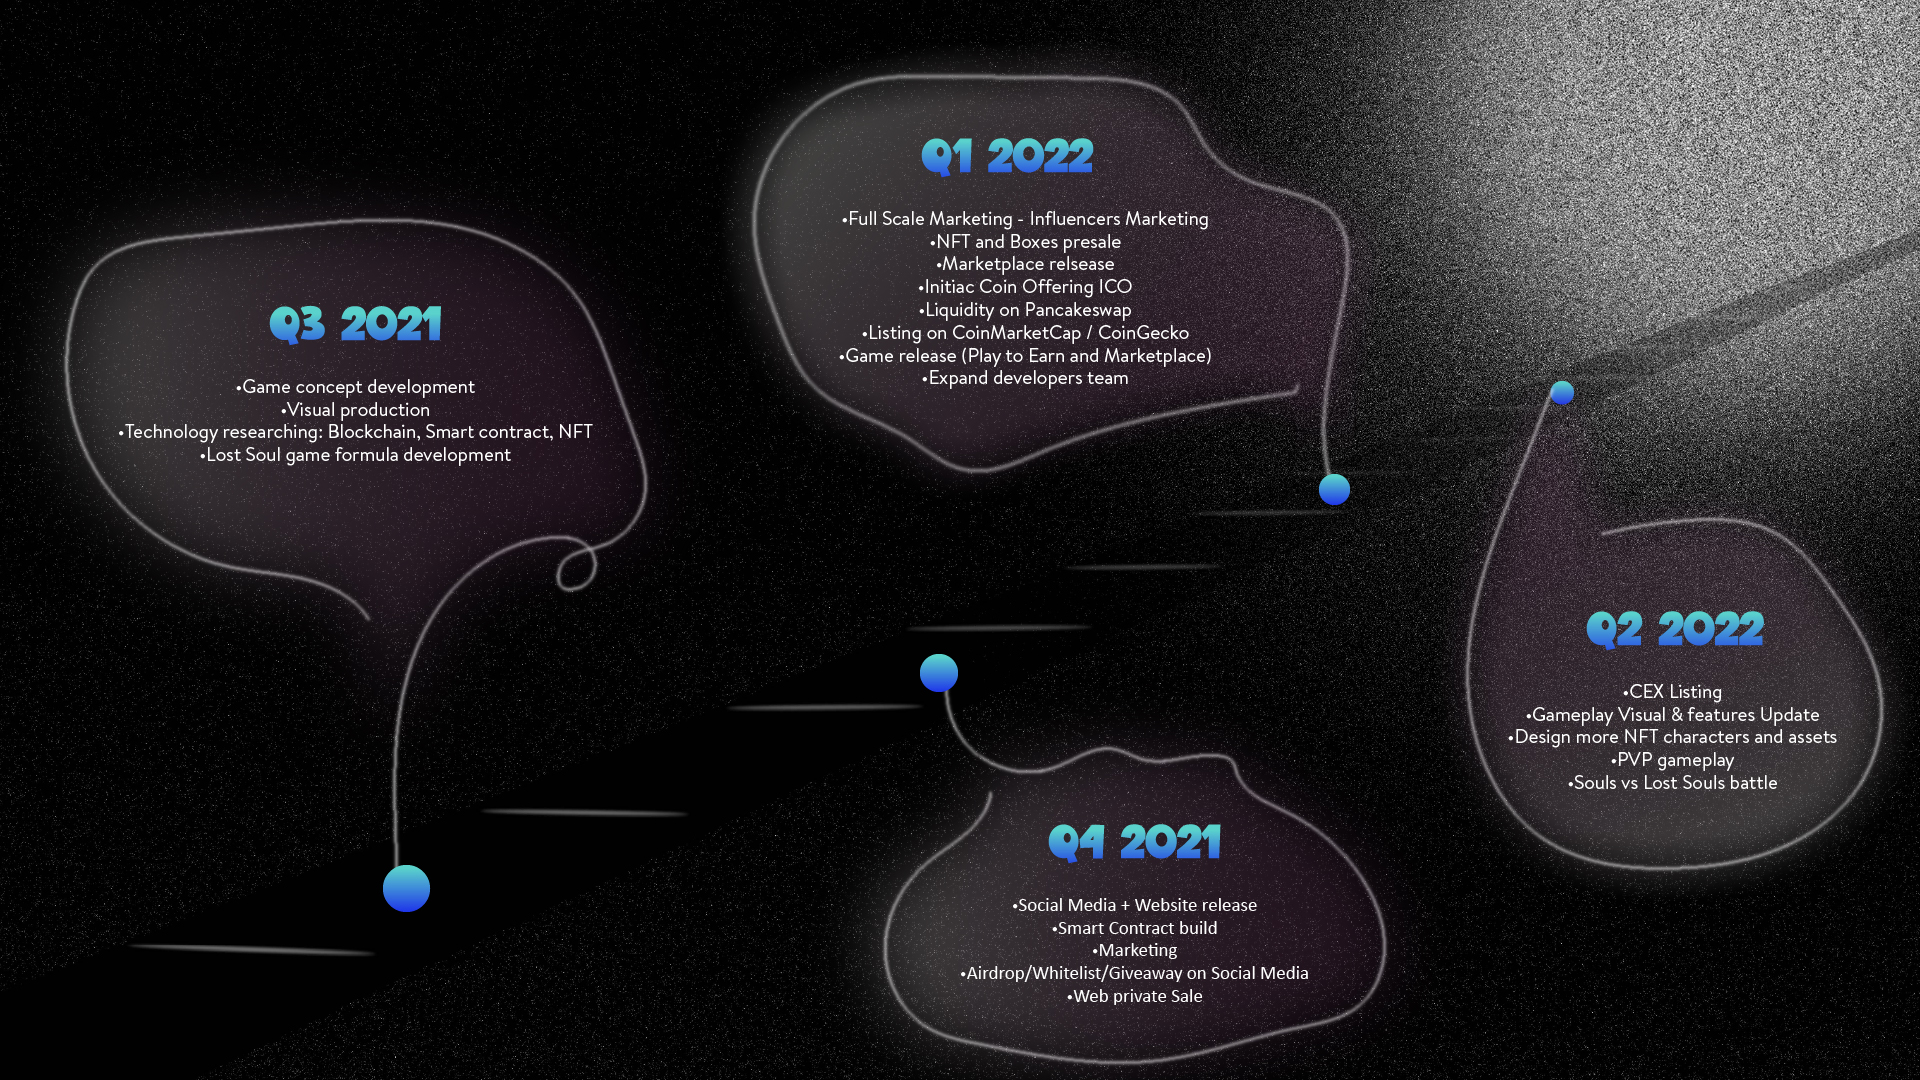 Q3 2021
•Game concept development
•Visual production
•Technology researching: Blockchain, Smart contract, NFT
•Lost Soul game formula development
Q4 2021
•Social Media + Website release
•Smart Contract build
•Marketing
•Airdrop/Whitelist/Giveaway on Social Media
•Web private Sale
Q1 2022
•Full Scale Marketing - Influencers Marketing
•NFT and Boxes presale
•Marketplace relsease
•Initiac Coin Offering ICO
•Liquidity on Pancakeswap
•Listing on CoinMarketCap / CoinGecko
•Game release (Play to Earn and Marketplace)
•Expand developers team
Q2 2022
•CEX Listing
•Gameplay Visual & features Update
•Design more NFT characters and assets
•PVP gameplay
•Souls vs Lost Souls battle